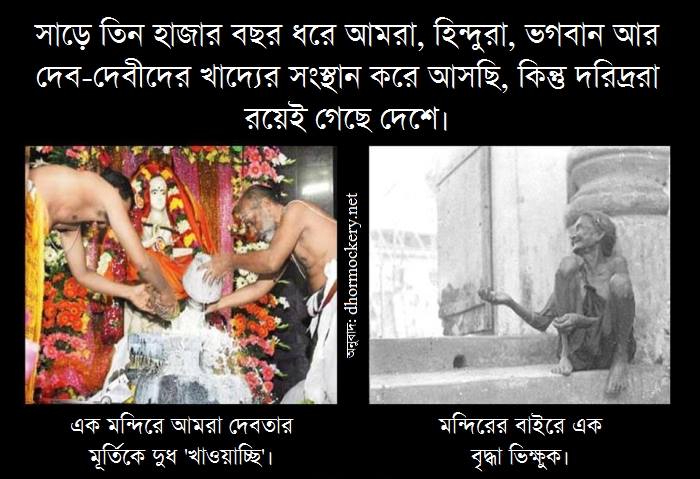 সাড়ে তিন হাজার বছর ধরে আমরা, হিন্দুরা, ভগবান আর
দেব-দেবীদের খাদ্যের সংস্থান করে আসছি, কিন্তু দরিদ্ররা
রয়েই গেছে দেশে।
অনুবাদ: dhormockery.net
এক মন্দিরে আমরা দেবতার
মূর্তিকে দুধ 'খাওয়াচ্ছি'।
মন্দিরের বাইরে এক
বৃদ্ধা ভিক্ষুক।